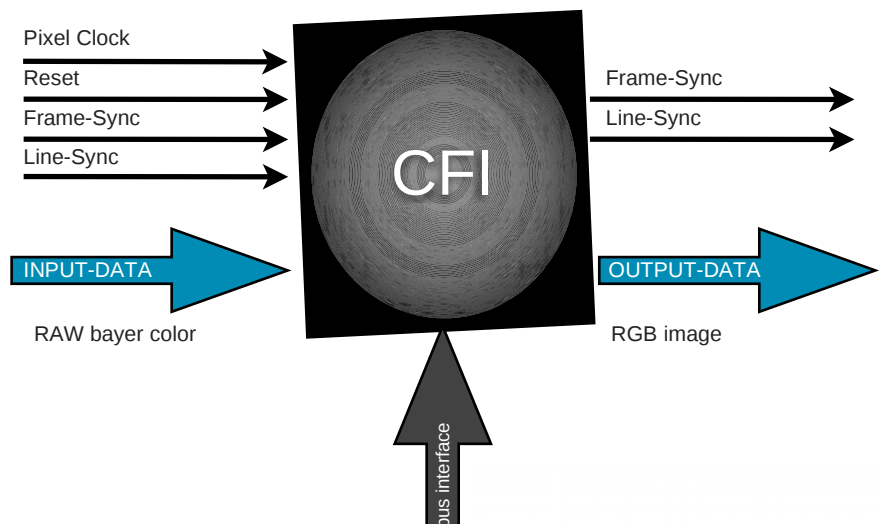 Pixel Clock
Reset
Frame-Sync
Line-Sync
INPUT-DATA
RAW bayer color
CFI
Frame-Sync
Line-Sync
OUTPUT-DATA
RGB image
interface